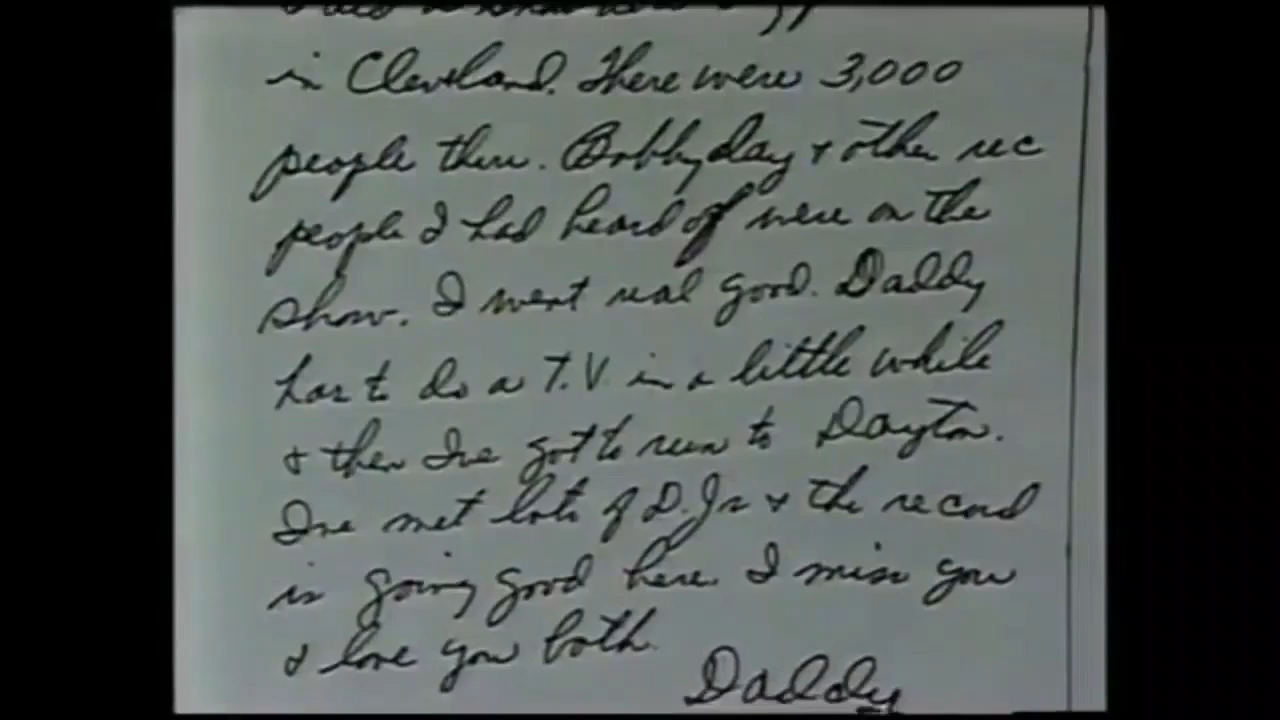 in Cleveland. There were 3,000
people there. Bobby day & other rec
people I had heard of were on the
show. I went real good. Daddy
has to do a T.V. in a little while
& then I've got to run to Dayton.
I've met lots of D.Js & the record
is going good here I miss you
& love you both.
Daddy